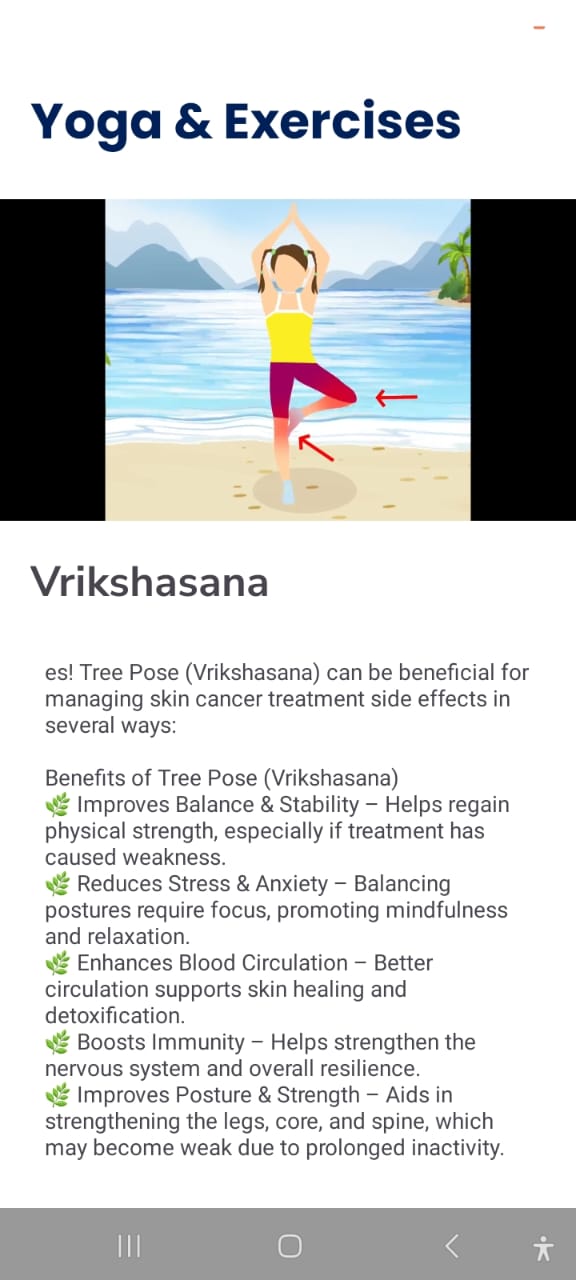 Yoga & Exercises
Vrikshasana
es! Tree Pose (Vrikshasana) can be beneficial for
managing skin cancer treatment side effects in
several ways:
Benefits of Tree Pose (Vrikshasana)
🌿 Improves Balance & Stability – Helps regain
physical strength, especially if treatment has
caused weakness.
🌿 Reduces Stress & Anxiety – Balancing
postures require focus, promoting mindfulness
and relaxation.
🌿 Enhances Blood Circulation – Better
circulation supports skin healing and
detoxification.
🌿 Boosts Immunity – Helps strengthen the
nervous system and overall resilience.
🌿 Improves Posture & Strength – Aids in
strengthening the legs, core, and spine, which
may become weak due to prolonged inactivity.